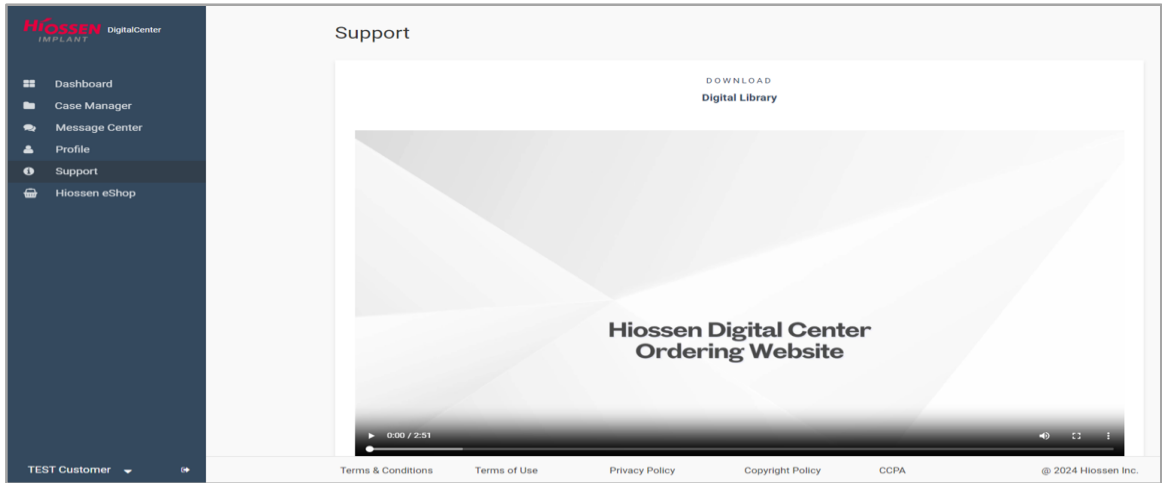 HIOSSEN DigitalCenter
IMPLANT
Dashboard
Case Manager
Message Center
Profile
Support
Hiossen eShop
TEST Customer
Support
DOWNLOAD
Digital Library
Hiossen Digital Center
Ordering Website
0:00 / 2:51
Terms & Conditions Terms of Use Privacy Policy Copyright Policy CCPA @ 2024 Hiossen Inc.